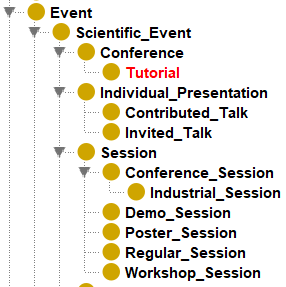 Event
Scientific_Event
Conference
Tutorial
Individual_Presentation
Contributed_Talk
Invited_Talk
Session
Conference_Session
Industrial_Session
Demo_Session
Poster_Session
Regular_Session
Workshop_Session